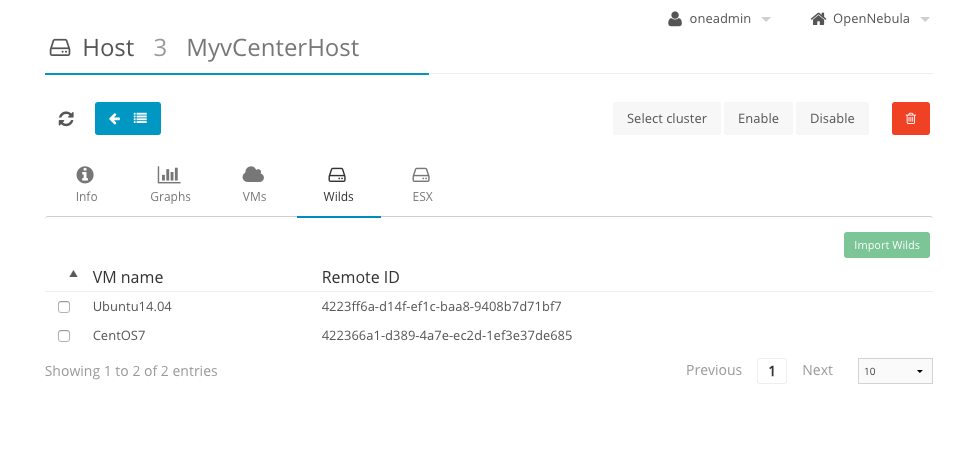 oneadmin OpenNebula
Host 3 MyvCenterHost
Select cluster Enable Disable
Info Graphs VMs Wilds ESX
Import Wilds
VM name Remote ID
Ubuntu14.04 4223ff6a-d14f-ef1c-baa8-9408b7d71bf7
CentOS7 422366a1-d389-4a7e-ec2d-1ef3e37de685
Showing 1 to 2 of 2 entries Previous 1 Next 10